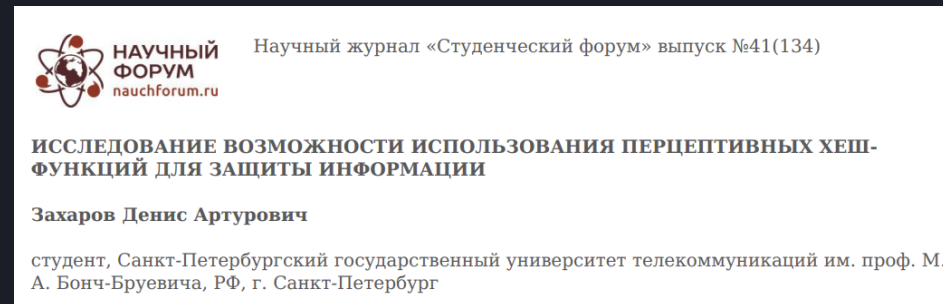 НАУЧНЫЙ
ФОРУМ
nauchforum.ru
Научный журнал «Студенческий форум» выпуск №41(134)
ИССЛЕДОВАНИЕ ВОЗМОЖНОСТИ ИСПОЛЬЗОВАНИЯ ПЕРЦЕПТИВНЫХ ХЕШ-
ФУНКЦИЙ ДЛЯ ЗАЩИТЫ ИНФОРМАЦИИ
Захаров Денис Артурович
студент, Санкт-Петербургский государственный университет телекоммуникаций им. проф. М.
А. Бонч-Бруевича, РФ, г. Санкт-Петербург